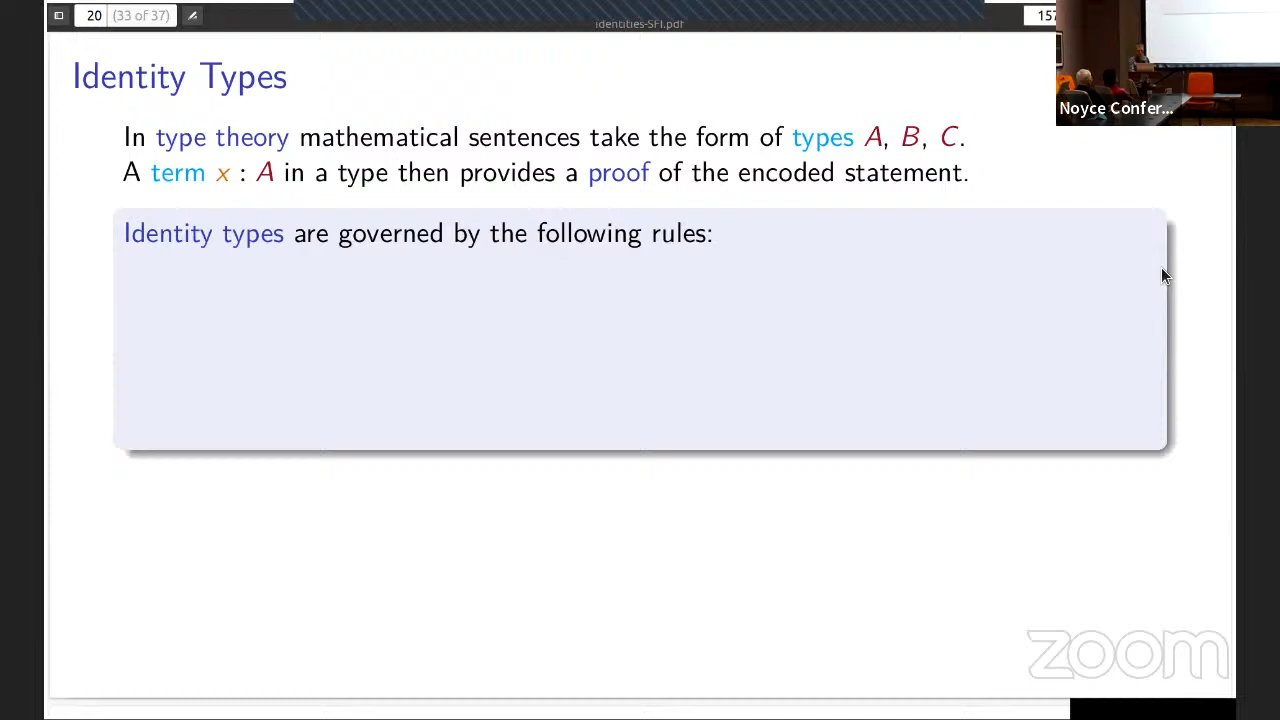 20 (33 of 37)
157
identities-SFI.pdf
Identity Types
Noyce Confer...
In type theory mathematical sentences take the form of types A, B, C.
A term x : A in a type then provides a proof of the encoded statement.
Identity types are governed by the following rules:
zoom